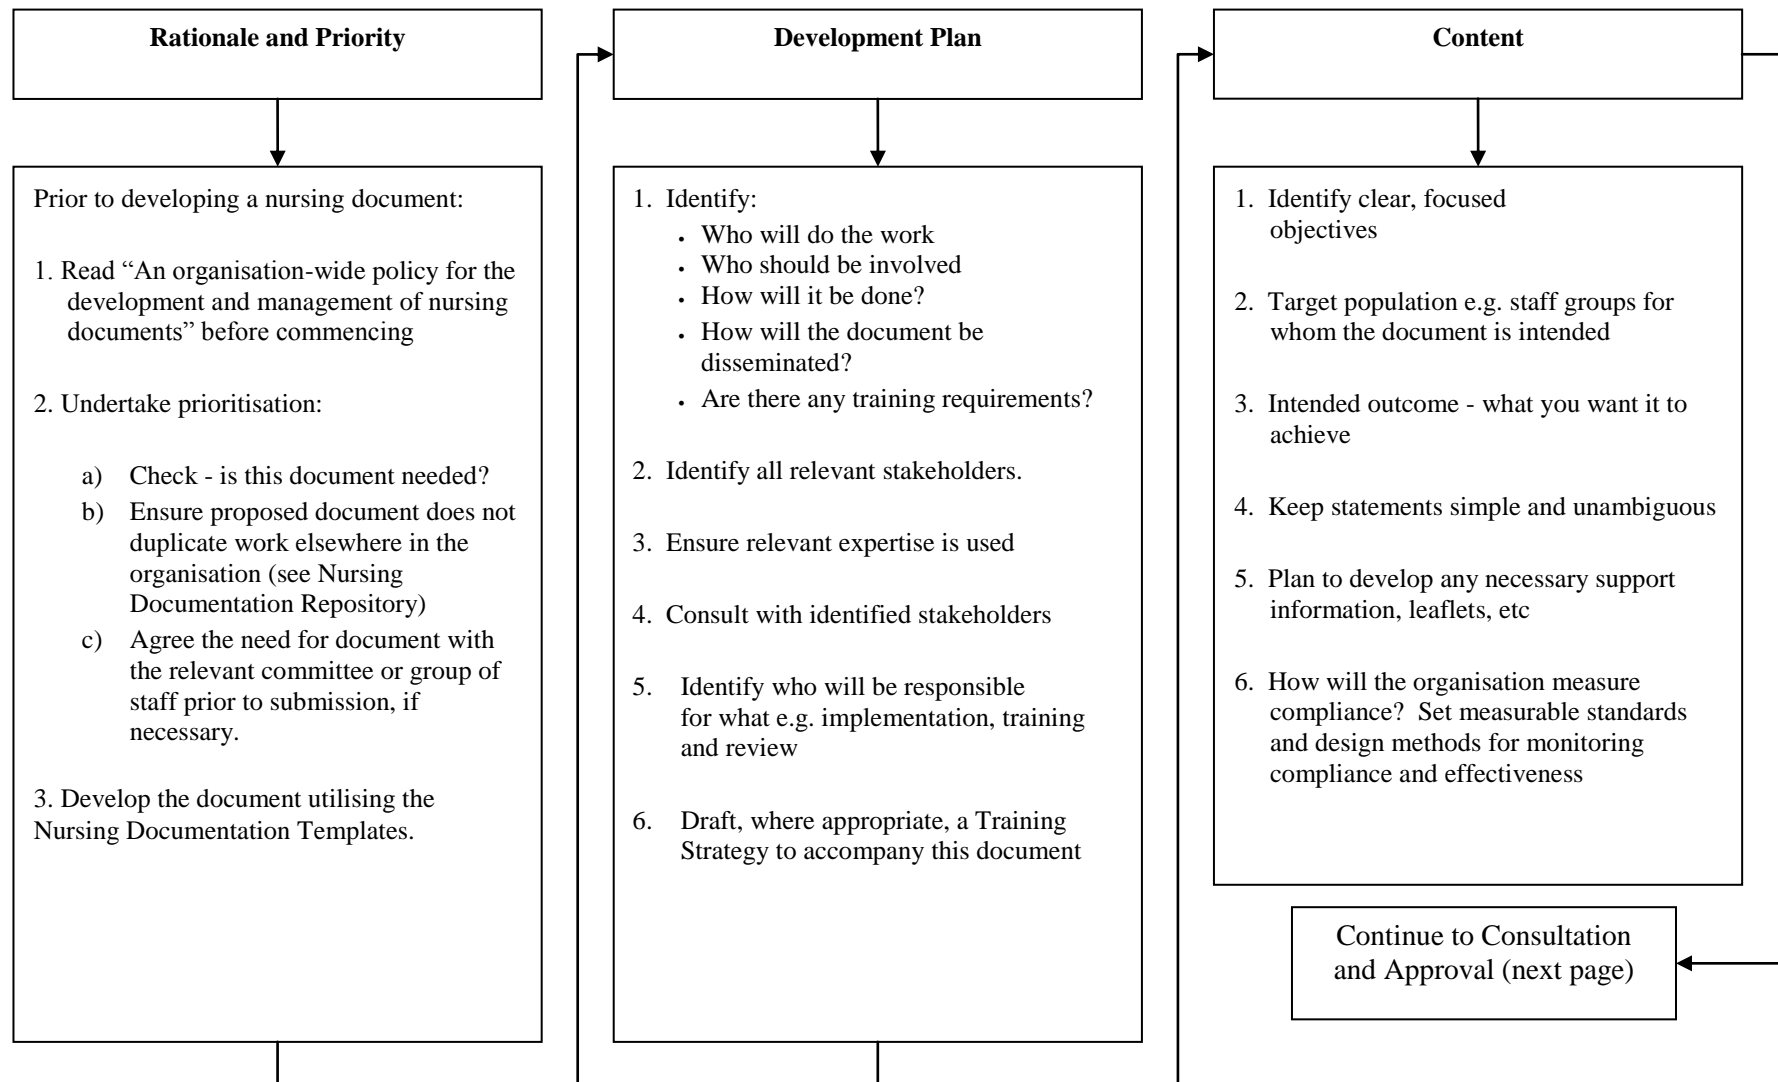 Rationale and Priority
Prior to developing a nursing document:
1. Read “An organisation-wide policy for the
development and management of nursing
documents” before commencing
2. Undertake prioritisation:
a) Check - is this document needed?
b) Ensure proposed document does not
duplicate work elsewhere in the
organisation (see Nursing
Documentation Repository)
c) Agree the need for document with
the relevant committee or group of
staff prior to submission, if
necessary.
3. Develop the document utilising the
Nursing Documentation Templates.
Development Plan
1. Identify:
• Who will do the work
• Who should be involved
• How will it be done?
• How will the document be
disseminated?
• Are there any training requirements?
2. Identify all relevant stakeholders.
3. Ensure relevant expertise is used
4. Consult with identified stakeholders
5. Identify who will be responsible
for what e.g. implementation, training
and review
6. Draft, where appropriate, a Training
Strategy to accompany this document
Content
1. Identify clear, focused
objectives
2. Target population e.g. staff groups for
whom the document is intended
3. Intended outcome - what you want it to
achieve
4. Keep statements simple and unambiguous
5. Plan to develop any necessary support
information, leaflets, etc
6. How will the organisation measure
compliance? Set measurable standards
and design methods for monitoring
compliance and effectiveness
Continue to Consultation
and Approval (next page)